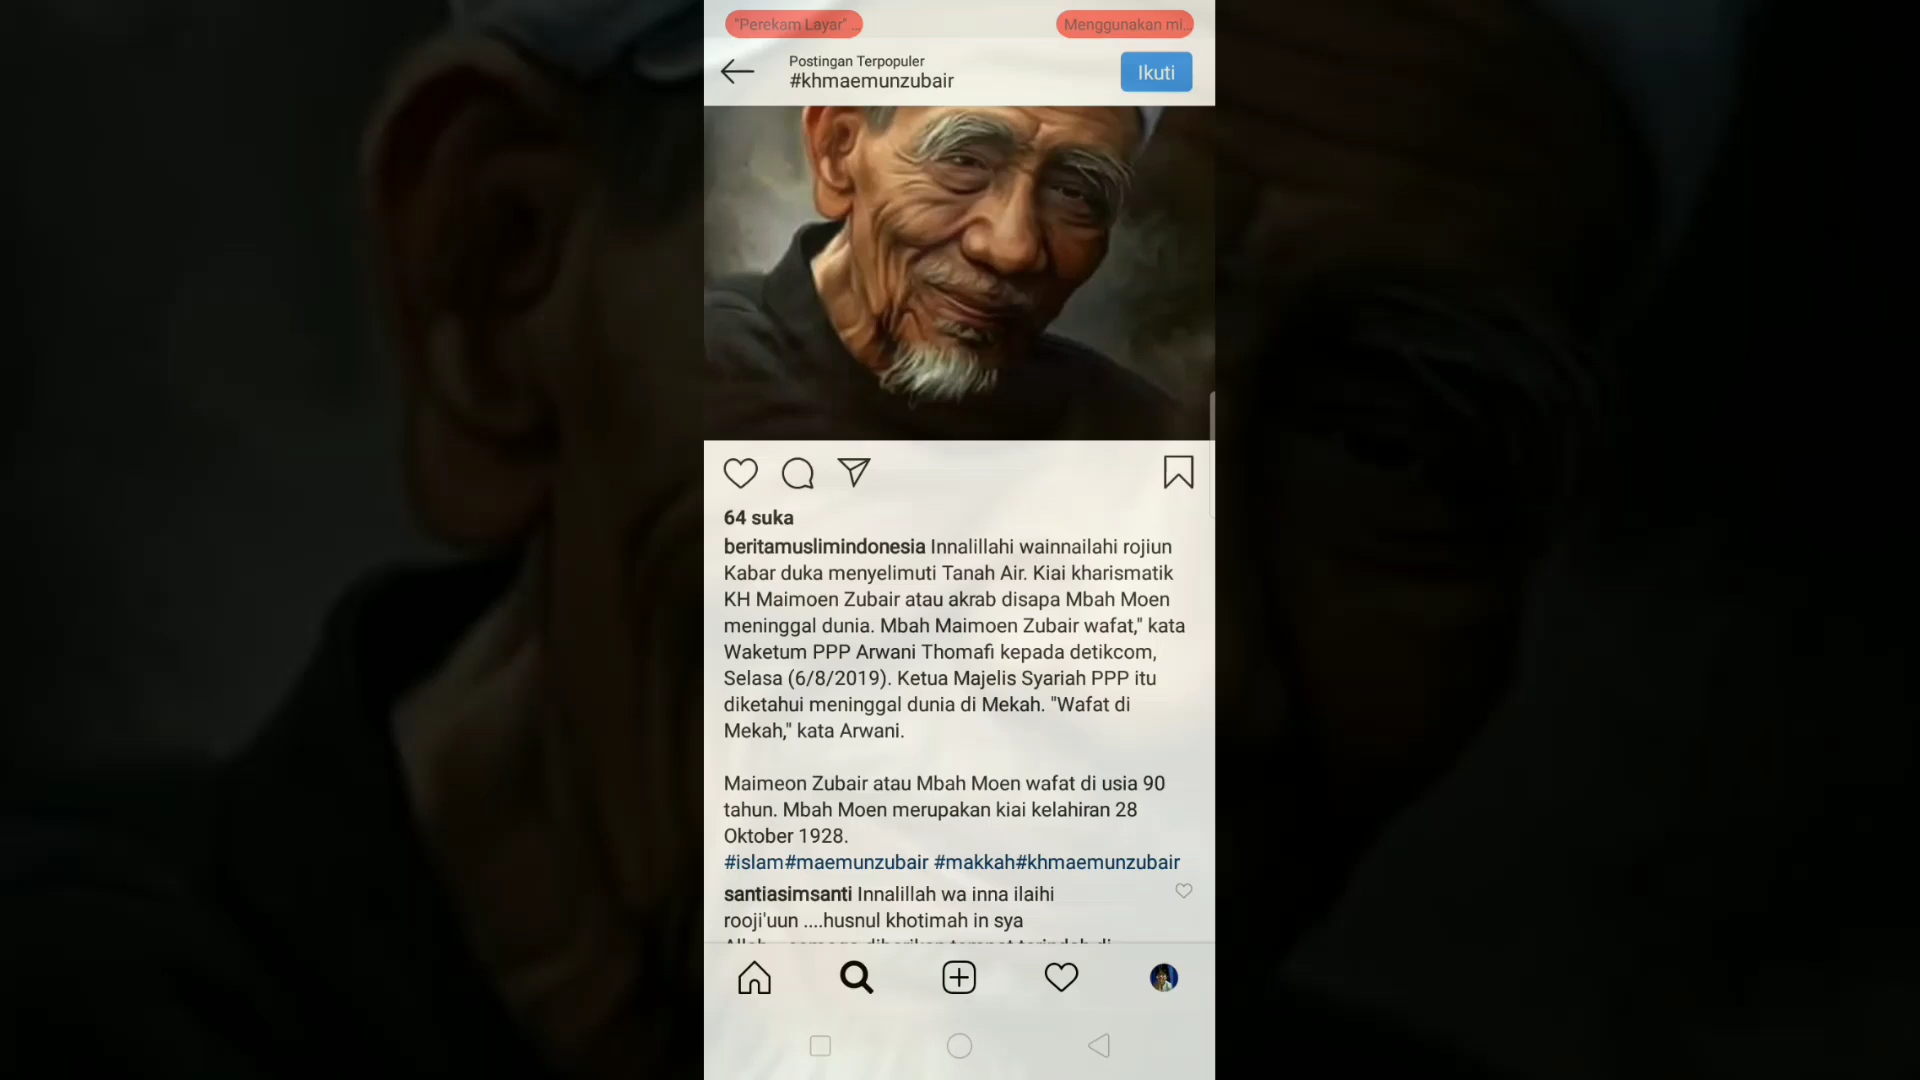 "Perekam Layar" ...
Menggunakan mi...
Postingan Terpopuler
#khmaemunzubair
Ikuti
64 suka
beritamuslimindonesia Innalillahi wainnailahi rojiun
Kabar duka menyelimuti Tanah Air. Kiai kharismatik
KH Maimoen Zubair atau akrab disapa Mbah Moen
meninggal dunia. Mbah Maimoen Zubair wafat," kata
Waketum PPP Arwani Thomafi kepada detikcom,
Selasa (6/8/2019). Ketua Majelis Syariah PPP itu
diketahui meninggal dunia di Mekah. "Wafat di
Mekah," kata Arwani.
Maimeon Zubair atau Mbah Moen wafat di usia 90
tahun. Mbah Moen merupakan kiai kelahiran 28
Oktober 1928.
#islam#maemunzubair #makkah#khmaemunzubair
santiasimsanti Innalillah wa inna ilaihi
rooji'uun ....husnul khotimah in sya